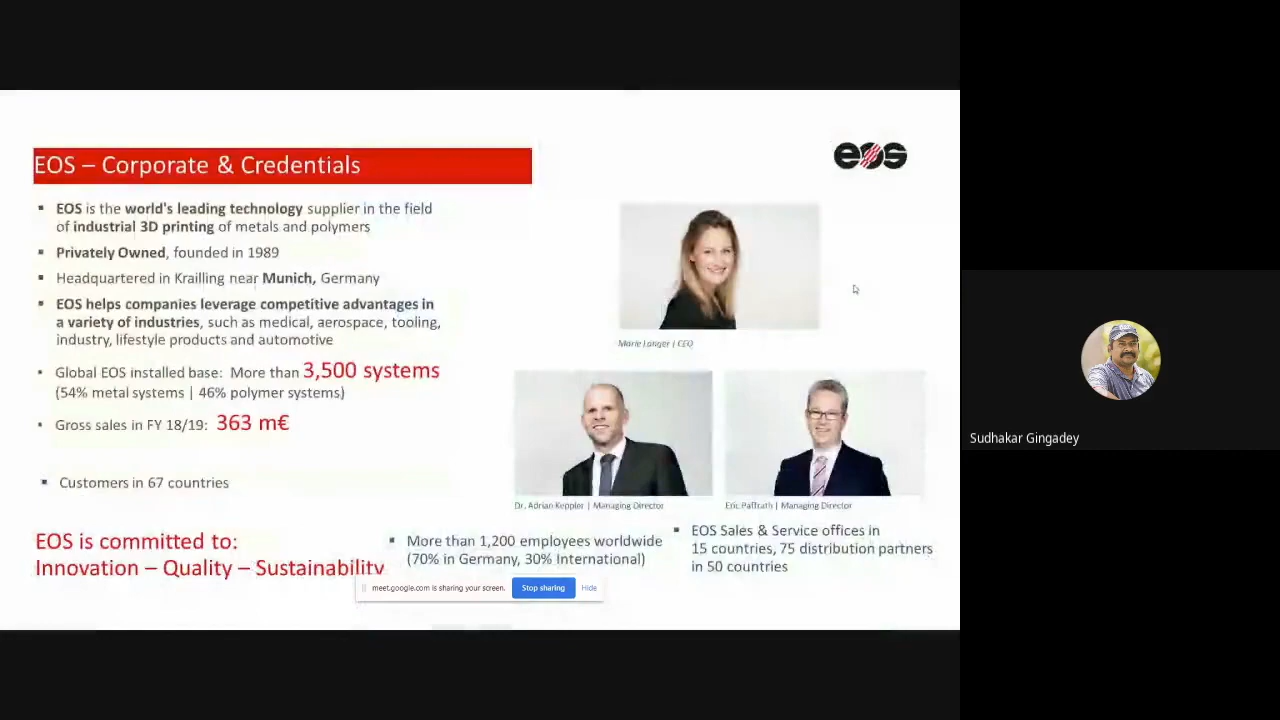 EOS – Corporate & Credentials
eos
▪ EOS is the world's leading technology supplier in the field
of industrial 3D printing of metals and polymers
▪ Privately Owned, founded in 1989
▪ Headquartered in Krailling near Munich, Germany
▪ EOS helps companies leverage competitive advantages in
a variety of industries, such as medical, aerospace, tooling,
industry, lifestyle products and automotive
• Global EOS installed base: More than 3,500 systems
(54% metal systems | 46% polymer systems)
• Gross sales in FY 18/19: 363 m€
▪ Customers in 67 countries
EOS is committed to:
Innovation – Quality – Sustainability
Marie Langer | CEO
Dr. Adrian Keppler | Managing Director
Eric Paffrath | Managing Director
▪ More than 1,200 employees worldwide
(70% in Germany, 30% International)
▪ EOS Sales & Service offices in
15 countries, 75 distribution partners
in 50 countries
meet.google.com is sharing your screen.
Stop sharing
Hide
Sudhakar Gingadey